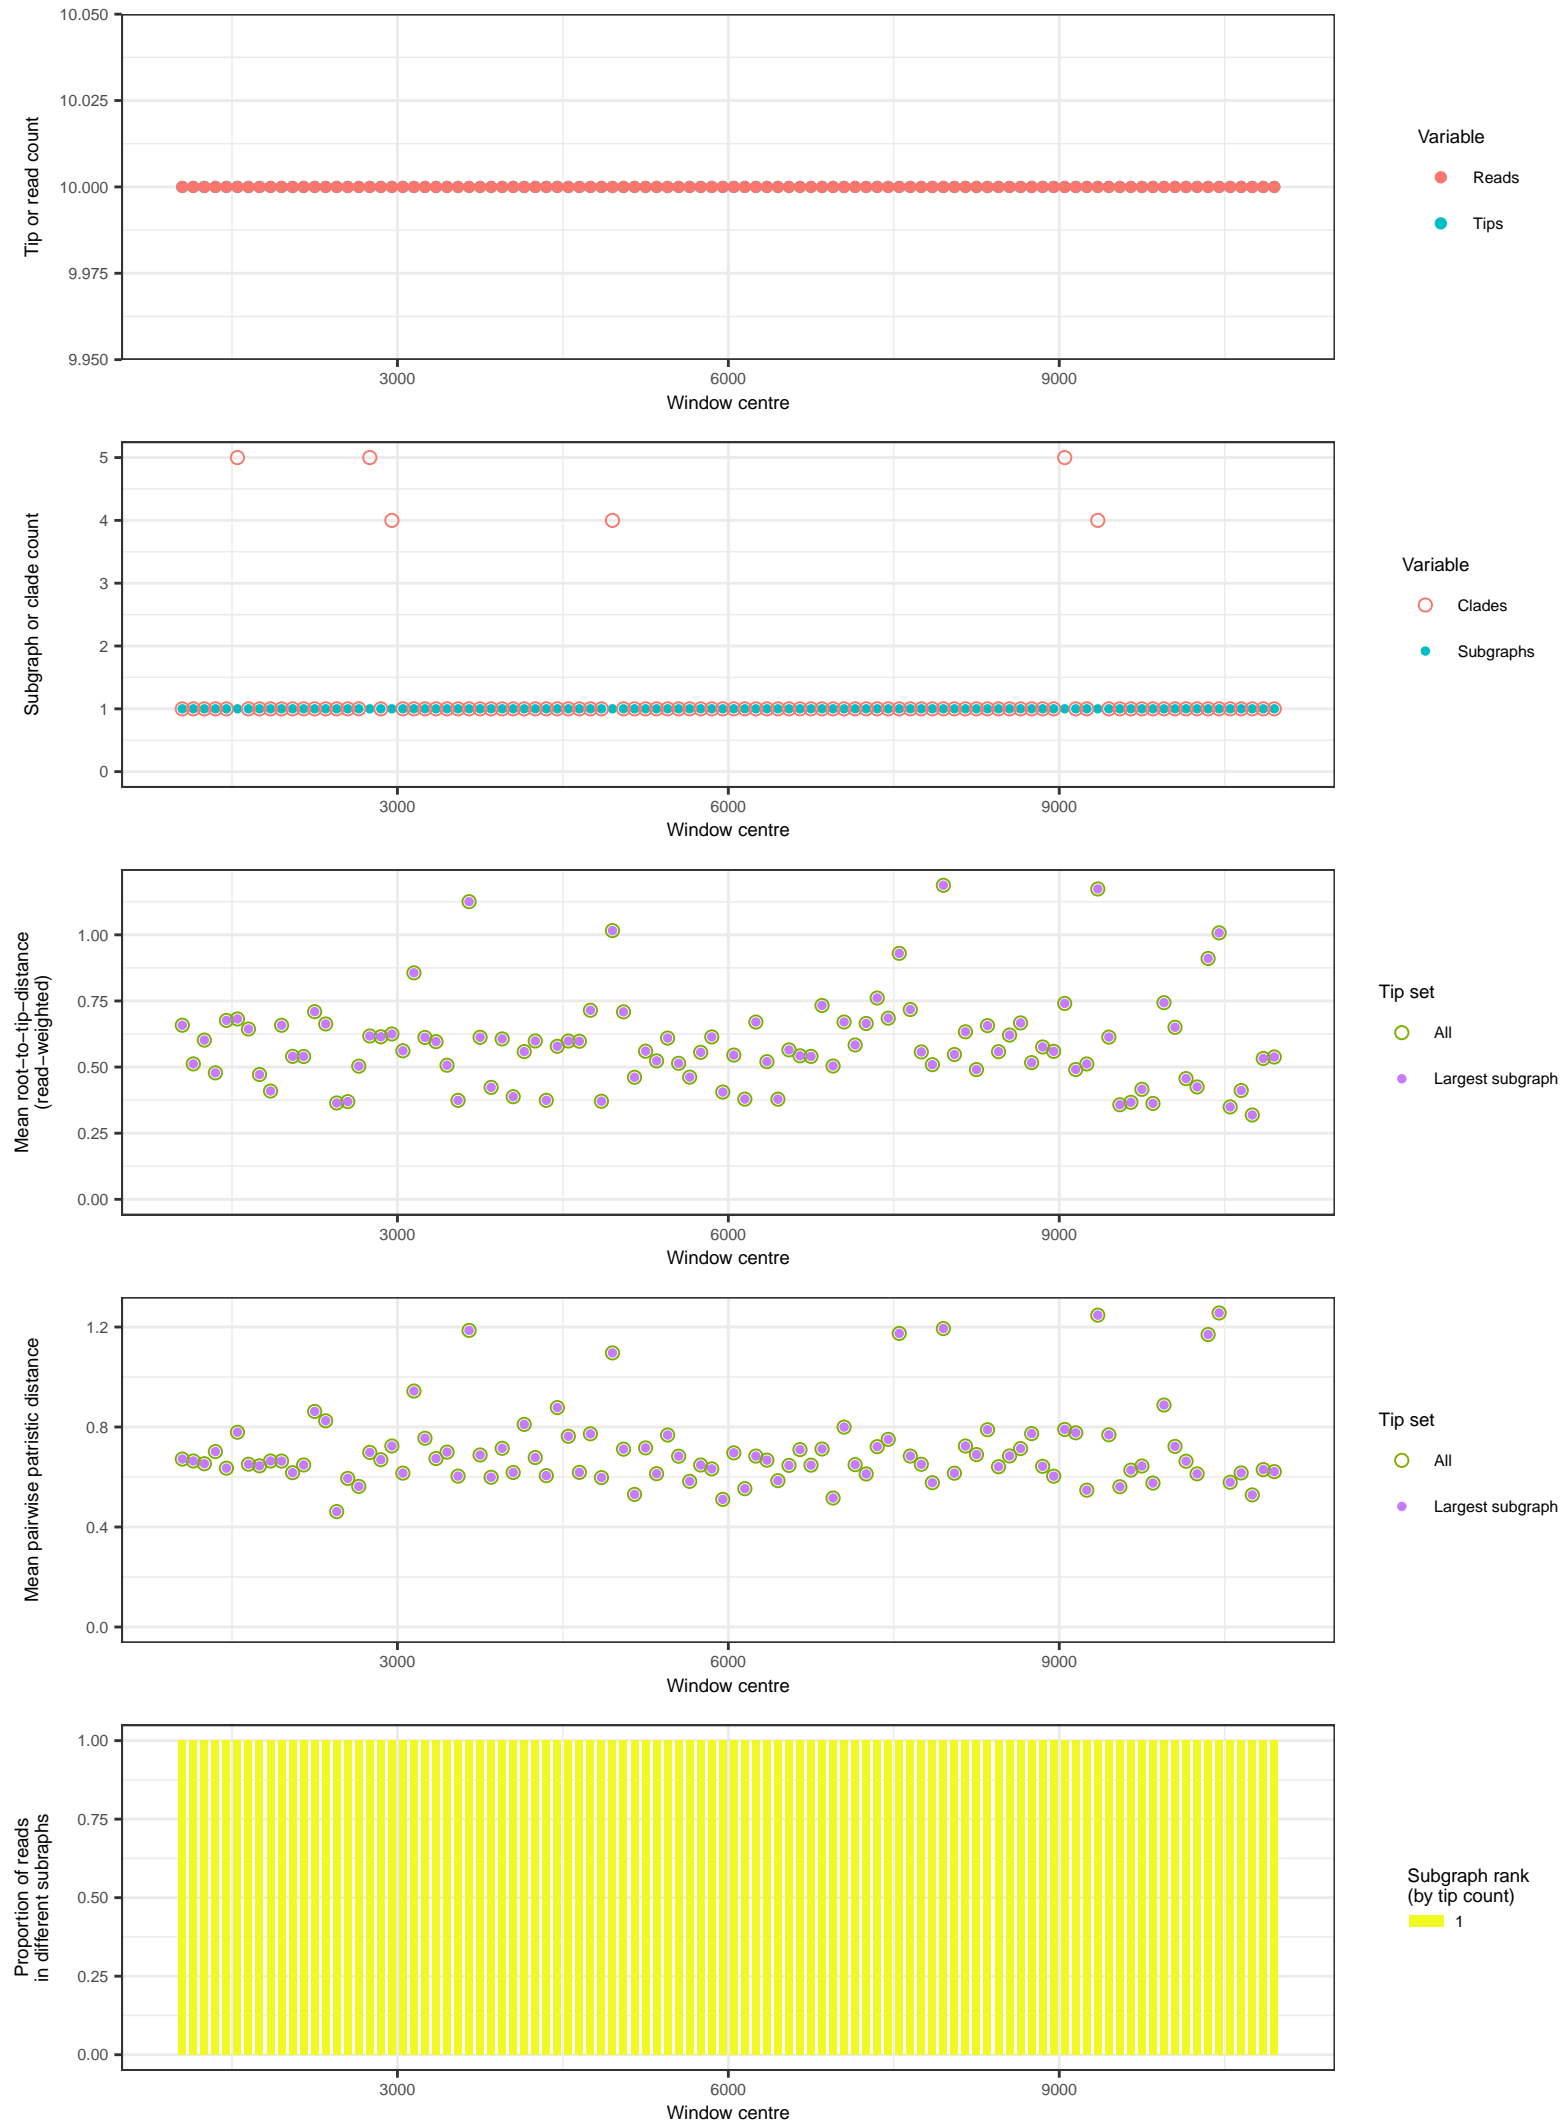 10.050
10.025
10.000
9.975
9.950
Tip or read count
3000
6000
9000
Window centre
Variable
Reads
Tips
5
4
3
2
1
0
Subgraph or clade count
3000
6000
9000
Window centre
Variable
Clades
Subgraphs
1.00
0.75
0.50
0.25
0.00
Mean root−to−tip−distance
(read−weighted)
3000
6000
9000
Window centre
Tip set
All
Largest subgraph
1.2
0.8
0.4
0.0
Mean pairwise patristic distance
3000
6000
9000
Window centre
Tip set
All
Largest subgraph
1.00
0.75
0.50
0.25
0.00
Proportion of reads
in different subraphs
3000
6000
9000
Window centre
Subgraph rank
(by tip count)
1